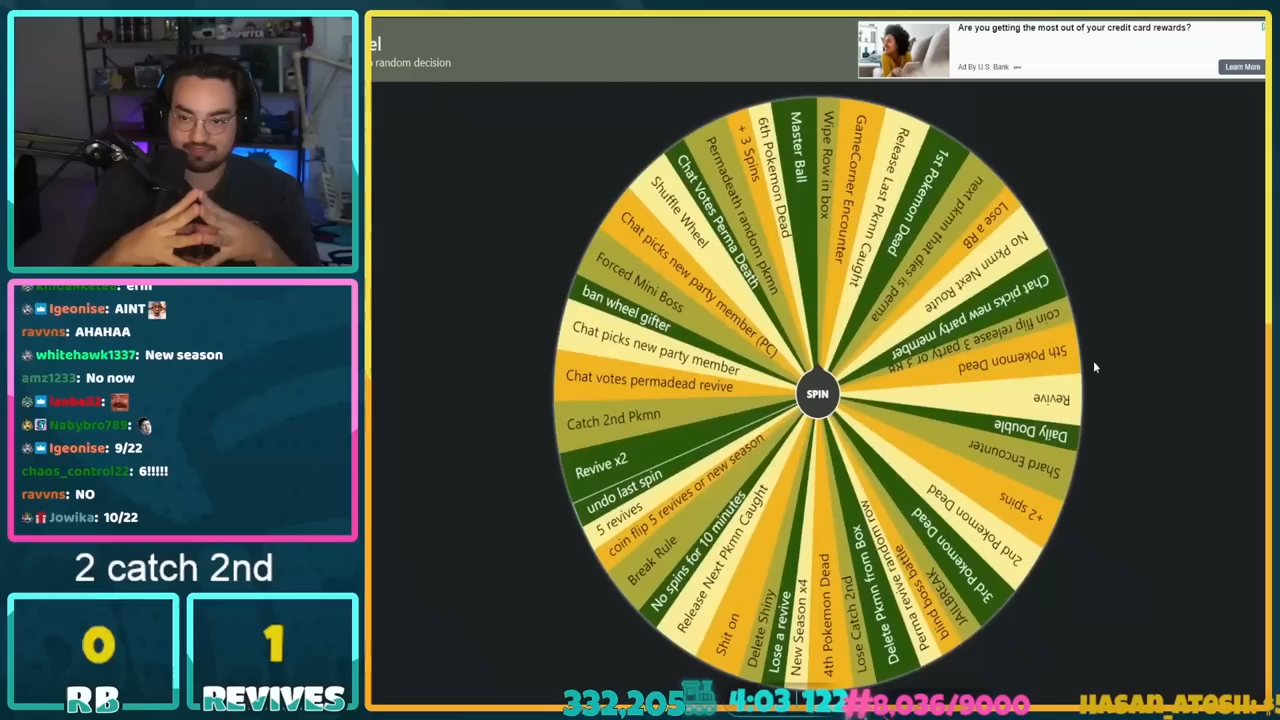 el
random decision
Are you getting the most out of your credit card rewards?
Ad By U.S. Bank
Learn More
Master Ball
Wipe Row in box
GameCorner Encounter
Release Last Pkmn Caught
1st Pokemon Dead
next pkmn that dies is perma
Lose a RB
No Pkmn Next Route
Chat picks new party member
coin flip release 3 party or 3 RB
5th Pokemon Dead
Revive
Daily Double
Shard Encounter
+2 spins
2nd Pokemon Dead
3rd Pokemon Dead
JAILBREAK
blind boss battle
Perma revive random row
Delete Pkmn from Box
Lose Catch 2nd
4th Pokemon Dead
New Season x4
Lose a revive
Delete Shiny
Shit on
Release Next Pkmn Caught
No spins for 10 minutes
Break Rule
coin flip 5 revives or new season
5 revives
undo last spin
Revive x2
Catch 2nd Pkmn
Chat votes permadead revive
Chat picks new party member
ban wheel gifter
Forced Mini Boss
Chat picks new party member (PC)
Shuffle Wheel
Chat Votes Perma Death
Permadeath random pkmn
+ 3 Spins
6th Pokemon Dead
SPIN
Igeonise: AINT
ravvns: AHAHAA
whitehawk1337: New season
amz1233: No now
Nabybro789:
Igeonise: 9/22
chaos_control22: 6!!!!!
ravvns: NO
Jowika: 10/22
2 catch 2nd
0
RB
1
REVIVES
332,205
4:03
122
8,036/9000
HASAN_ATOSH: